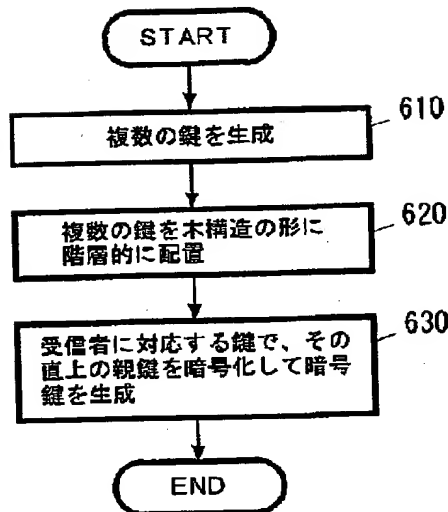 START
610
複数の鍵を生成
620
複数の鍵を木構造の形に
階層的に配置
630
受信者に対応する鍵で、その
直上の親鍵を暗号化して暗号
鍵を生成
END